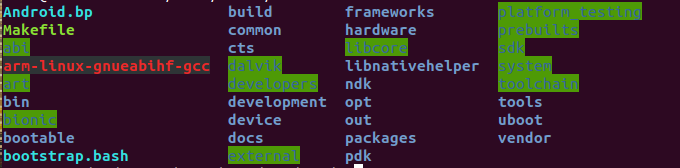 Android.bp build frameworks platform_testing
Makefile common hardware prebuilts
abi cts libcore sdk
arm-linux-gnueabihf-gcc dalvik libnativehelper system
art developers ndk toolchain
bin development opt tools
bionic device out uboot
bootable docs packages vendor
bootstrap.bash external pdk